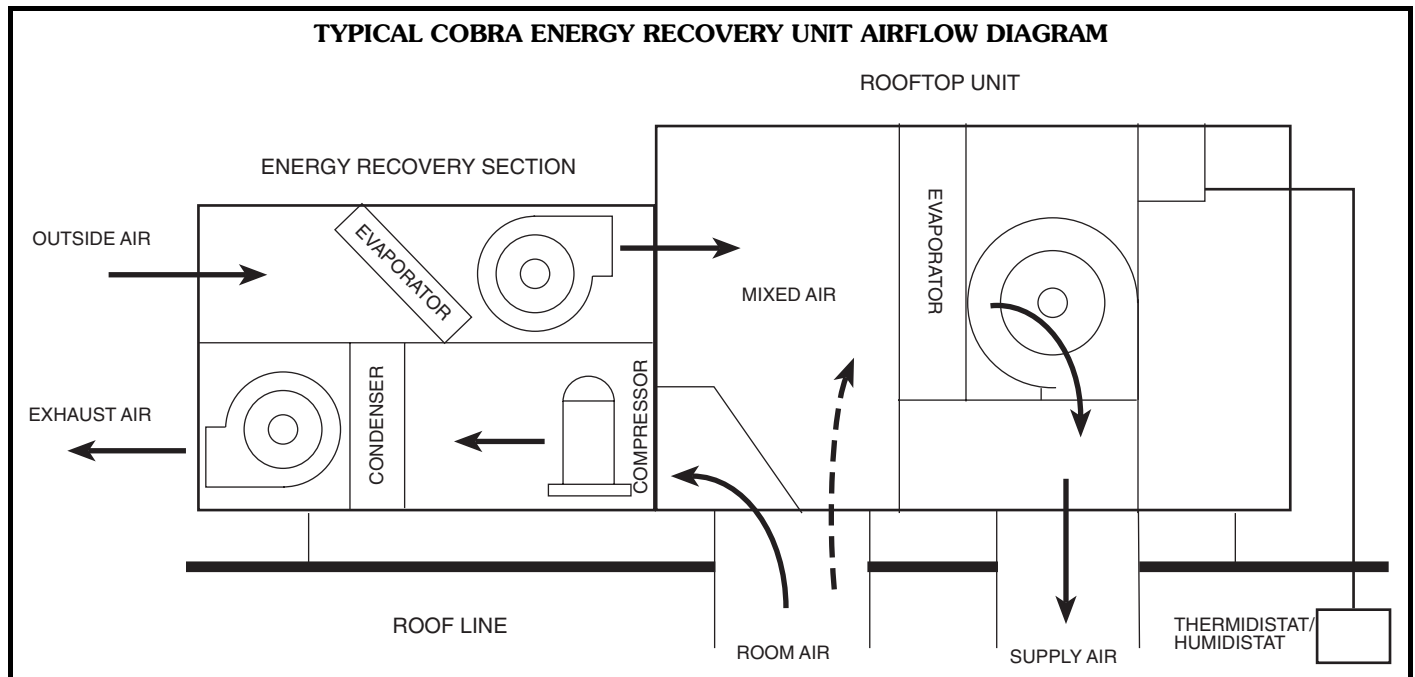 TYPICAL COBRA ENERGY RECOVERY UNIT AIRFLOW DIAGRAM
ROOFTOP UNIT
ENERGY RECOVERY SECTION
OUTSIDE AIR
EVAPORATOR
MIXED AIR
EVAPORATOR
EXHAUST AIR
CONDENSER
COMPRESSOR
ROOF LINE
ROOM AIR
SUPPLY AIR
THERMIDISTAT/
HUMIDISTAT